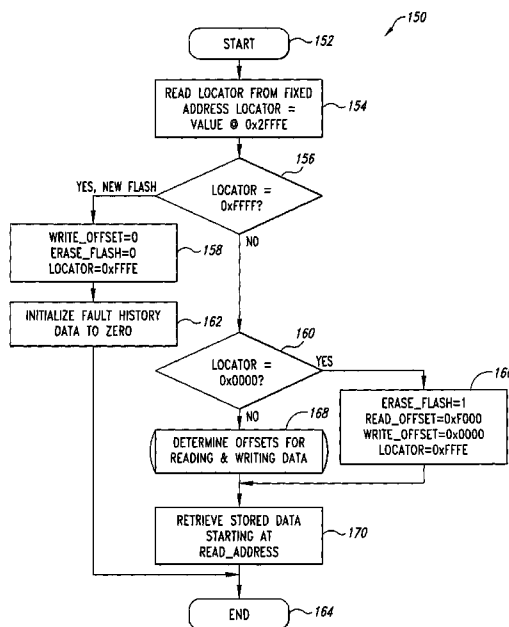 150
START
152
READ LOCATOR FROM FIXED
ADDRESS LOCATOR =
VALUE @ 0x2FFFE
154
156
YES, NEW FLASH
LOCATOR =
0xFFFF?
NO
WRITE_OFFSET=0
ERASE_FLASH=0
LOCATOR=0xFFFE
158
INITIALIZE FAULT HISTORY
DATA TO ZERO
162
160
LOCATOR =
0x0000?
YES
NO
ERASE_FLASH=1
READ_OFFSET=0xF000
WRITE_OFFSET=0x0000
LOCATOR=0xFFFE
168
DETERMINE OFFSETS FOR
READING & WRITING DATA
RETRIEVE STORED DATA
STARTING AT
READ_ADDRESS
170
END
164